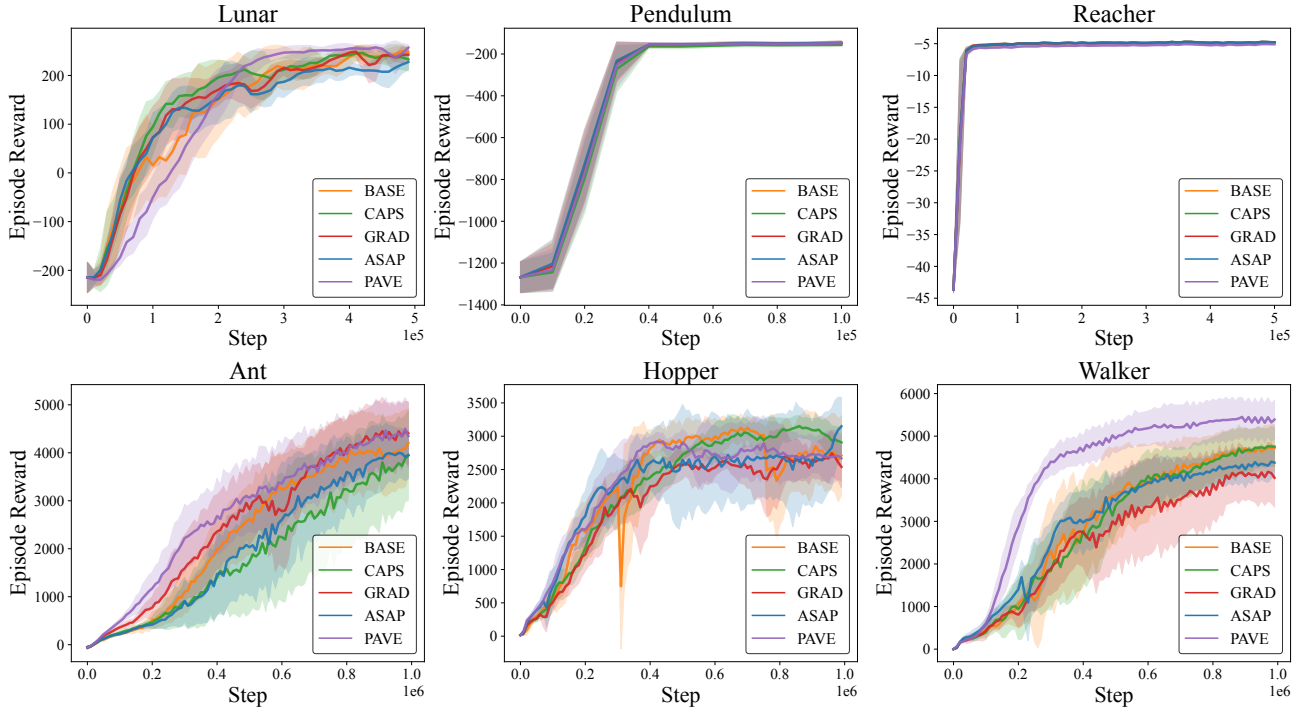 Lunar
Episode Reward
200
100
0
−100
−200
BASE
CAPS
GRAD
ASAP
PAVE
0 1 2 3 4 5
Step
1e5
Pendulum
Episode Reward
−200
−400
−600
−800
−1000
−1200
−1400
BASE
CAPS
GRAD
ASAP
PAVE
0.0 0.2 0.4 0.6 0.8 1.0
Step
1e5
Reacher
Episode Reward
−5
−10
−15
−20
−25
−30
−35
−40
−45
BASE
CAPS
GRAD
ASAP
PAVE
0 1 2 3 4 5
Step
1e5
Ant
Episode Reward
5000
4000
3000
2000
1000
0
BASE
CAPS
GRAD
ASAP
PAVE
0.0 0.2 0.4 0.6 0.8 1.0
Step
1e6
Hopper
Episode Reward
3500
3000
2500
2000
1500
1000
500
0
BASE
CAPS
GRAD
ASAP
PAVE
0.0 0.2 0.4 0.6 0.8 1.0
Step
1e6
Walker
Episode Reward
6000
5000
4000
3000
2000
1000
0
BASE
CAPS
GRAD
ASAP
PAVE
0.0 0.2 0.4 0.6 0.8 1.0
Step
1e6